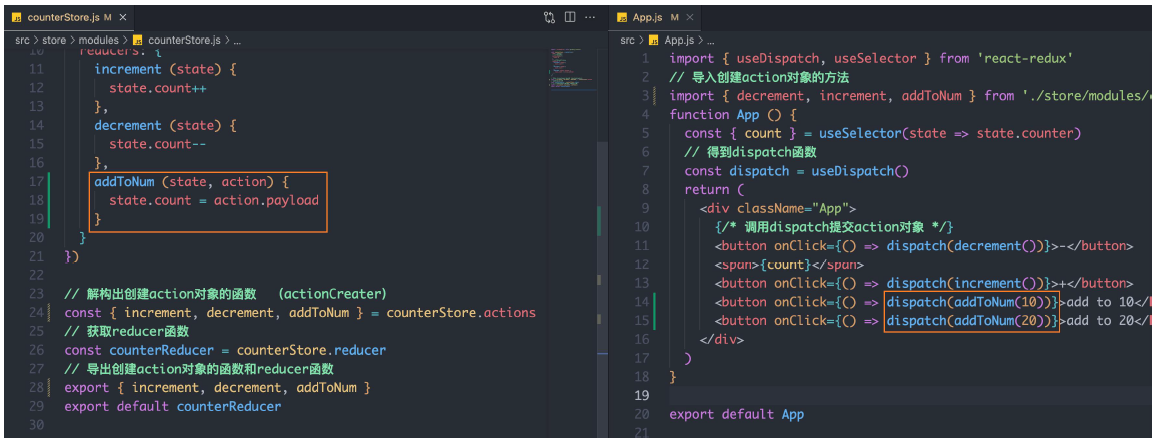 counterStore.js M
src > store > modules > counterStore.js > ...
10 reducers: {
11 increment (state) {
12 state.count++
13 },
14 decrement (state) {
15 state.count--
16 },
17 addToNum (state, action) {
18 state.count = action.payload
19 }
20 }
21 })
22
23 // 解构出创建action对象的函数 (actionCreater)
24 const { increment, decrement, addToNum } = counterStore.actions
25 // 获取reducer函数
26 const counterReducer = counterStore.reducer
27 // 导出创建action对象的函数和reducer函数
28 export { increment, decrement, addToNum }
29 export default counterReducer
30
App.js M
src > App.js > ...
1 import { useDispatch, useSelector } from 'react-redux'
2 // 导入创建action对象的方法
3 import { decrement, increment, addToNum } from './store/modules/
4 function App () {
5 const { count } = useSelector(state => state.counter)
6 // 得到dispatch函数
7 const dispatch = useDispatch()
8 return (
9 <div className="App">
10 {/* 调用dispatch提交action对象 */}
11 <button onClick={() => dispatch(decrement())}>-</button>
12 <span>{count}</span>
13 <button onClick={() => dispatch(increment())}>+</button>
14 <button onClick={() => dispatch(addToNum(10))}>add to 10</
15 <button onClick={() => dispatch(addToNum(20))}>add to 20</
16 </div>
17 )
18 }
19
20 export default App
21